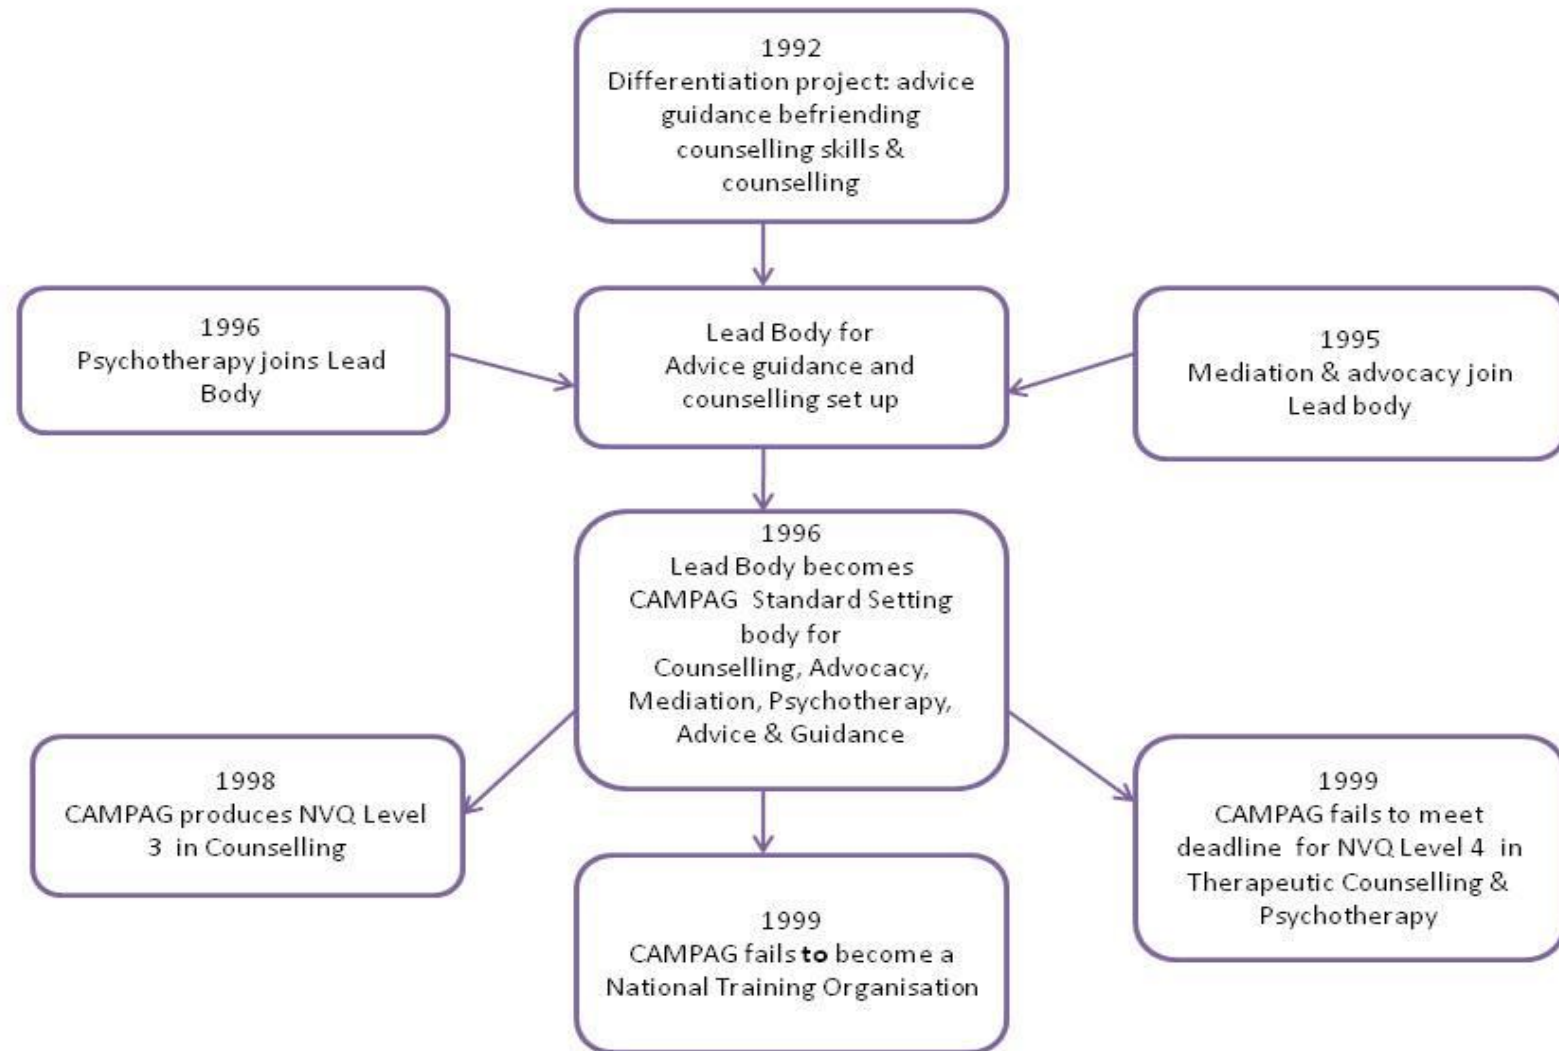 1992
Differentiation project: advice
guidance befriending
counselling skills &
counselling
1996
Psychotherapy joins Lead
Body
Lead Body for
Advice guidance and
counselling set up
1995
Mediation & advocacy join
Lead body
1996
Lead Body becomes
CAMPAG Standard Setting
body for
Counselling, Advocacy,
Mediation, Psychotherapy,
Advice & Guidance
1998
CAMPAG produces NVQ Level
3 in Counselling
1999
CAMPAG fails to become a
National Training Organisation
1999
CAMPAG fails to meet
deadline for NVQ Level 4 in
Therapeutic Counselling &
Psychotherapy